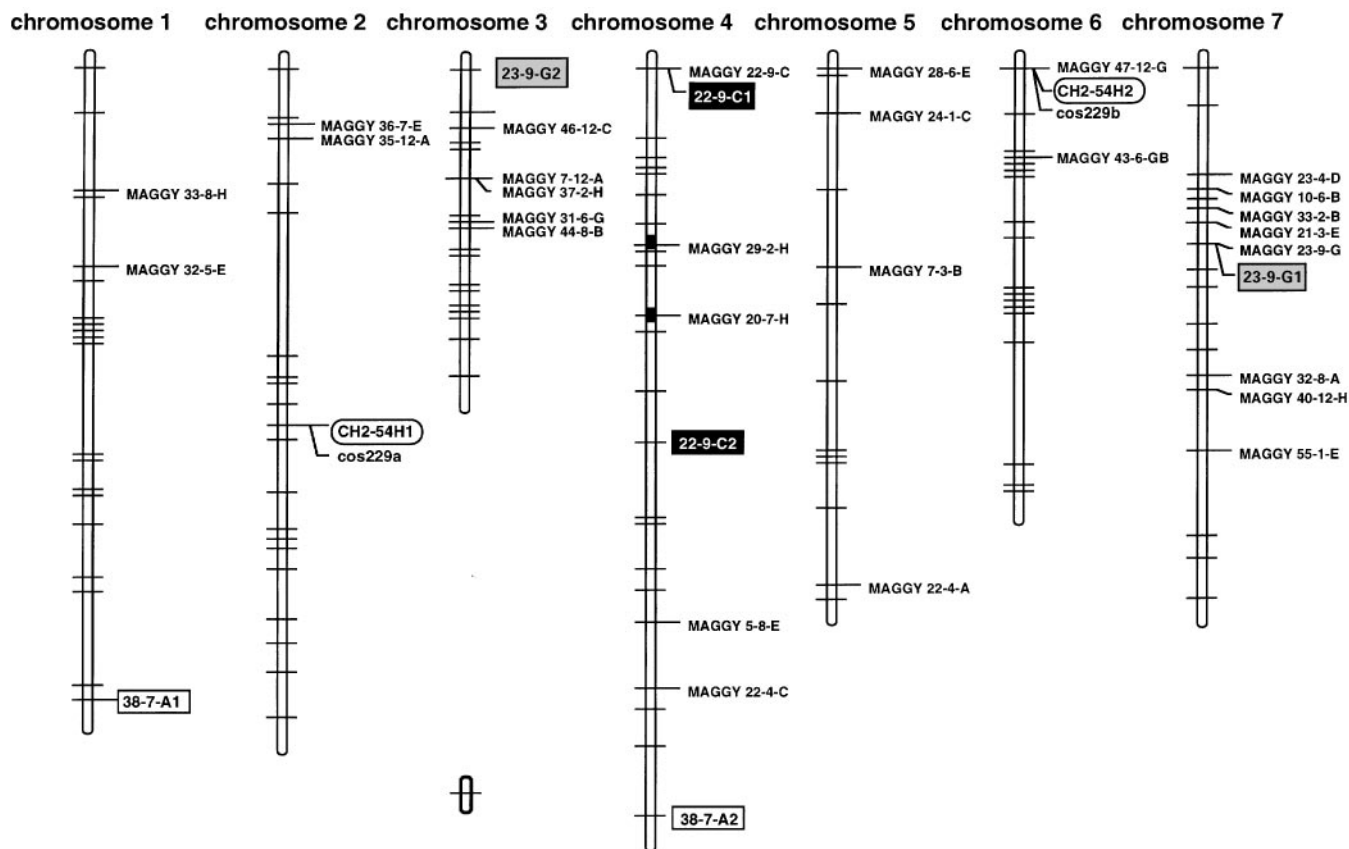 chromosome 1
chromosome 2
chromosome 3
chromosome 4
chromosome 5
chromosome 6
chromosome 7
MAGGY 33-8-H
MAGGY 32-5-E
38-7-A1
MAGGY 36-7-E
MAGGY 35-12-A
CH2-54H1
cos229a
23-9-G2
MAGGY 46-12-C
MAGGY 7-12-A
MAGGY 37-2-H
MAGGY 31-6-G
MAGGY 44-8-B
MAGGY 22-9-C
22-9-C1
MAGGY 29-2-H
MAGGY 20-7-H
22-9-C2
MAGGY 5-8-E
MAGGY 22-4-C
38-7-A2
MAGGY 28-6-E
MAGGY 24-1-C
MAGGY 7-3-B
MAGGY 22-4-A
MAGGY 47-12-G
CH2-54H2
cos229b
MAGGY 43-6-GB
MAGGY 23-4-D
MAGGY 10-6-B
MAGGY 33-2-B
MAGGY 21-3-E
MAGGY 23-9-G
23-9-G1
MAGGY 32-8-A
MAGGY 40-12-H
MAGGY 55-1-E